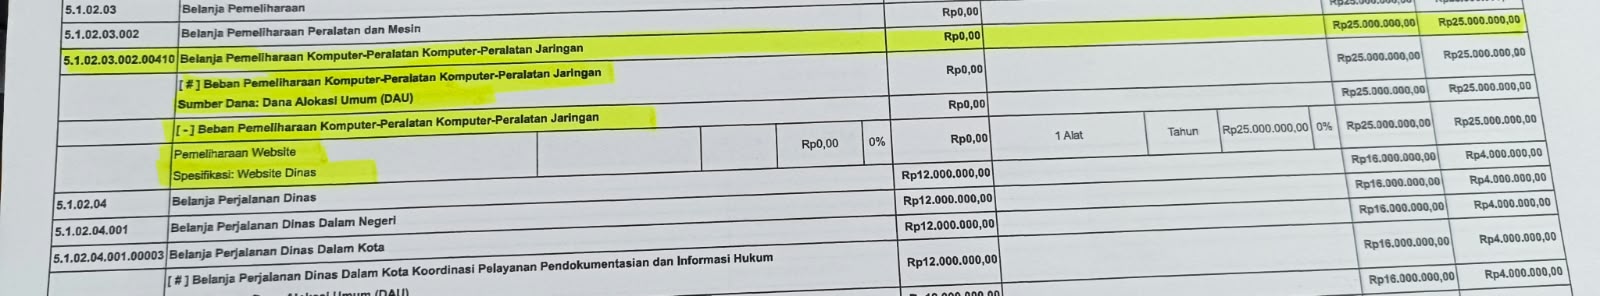 5.1.02.03 Belanja Pemeliharaan Rp0,00 Rp25.000.000,00
5.1.02.03.002 Belanja Pemeliharaan Peralatan dan Mesin Rp0,00 Rp25.000.000,00 Rp25.000.000,00
5.1.02.03.002.00410 Belanja Pemeliharaan Komputer-Peralatan Komputer-Peralatan Jaringan Rp0,00 Rp25.000.000,00 Rp25.000.000,00
[ # ] Beban Pemeliharaan Komputer-Peralatan Komputer-Peralatan Jaringan
Sumber Dana: Dana Alokasi Umum (DAU) Rp0,00 Rp25.000.000,00 Rp25.000.000,00
[ - ] Beban Pemeliharaan Komputer-Peralatan Komputer-Peralatan Jaringan
Pemeliharaan Website Rp0,00 0% Rp0,00 1 Alat Tahun Rp25.000.000,00 0% Rp25.000.000,00 Rp25.000.000,00
Spesifikasi: Website Dinas
5.1.02.04 Belanja Perjalanan Dinas Rp12.000.000,00 Rp16.000.000,00 Rp4.000.000,00
5.1.02.04.001 Belanja Perjalanan Dinas Dalam Negeri Rp12.000.000,00 Rp16.000.000,00 Rp4.000.000,00
5.1.02.04.001.00003 Belanja Perjalanan Dinas Dalam Kota Rp12.000.000,00 Rp16.000.000,00 Rp4.000.000,00
[ # ] Belanja Perjalanan Dinas Dalam Kota Koordinasi Pelayanan Pendokumentasian dan Informasi Hukum Rp12.000.000,00 Rp16.000.000,00 Rp4.000.000,00
Umum (DAU) Rp16.000.000,00 Rp4.000.000,00